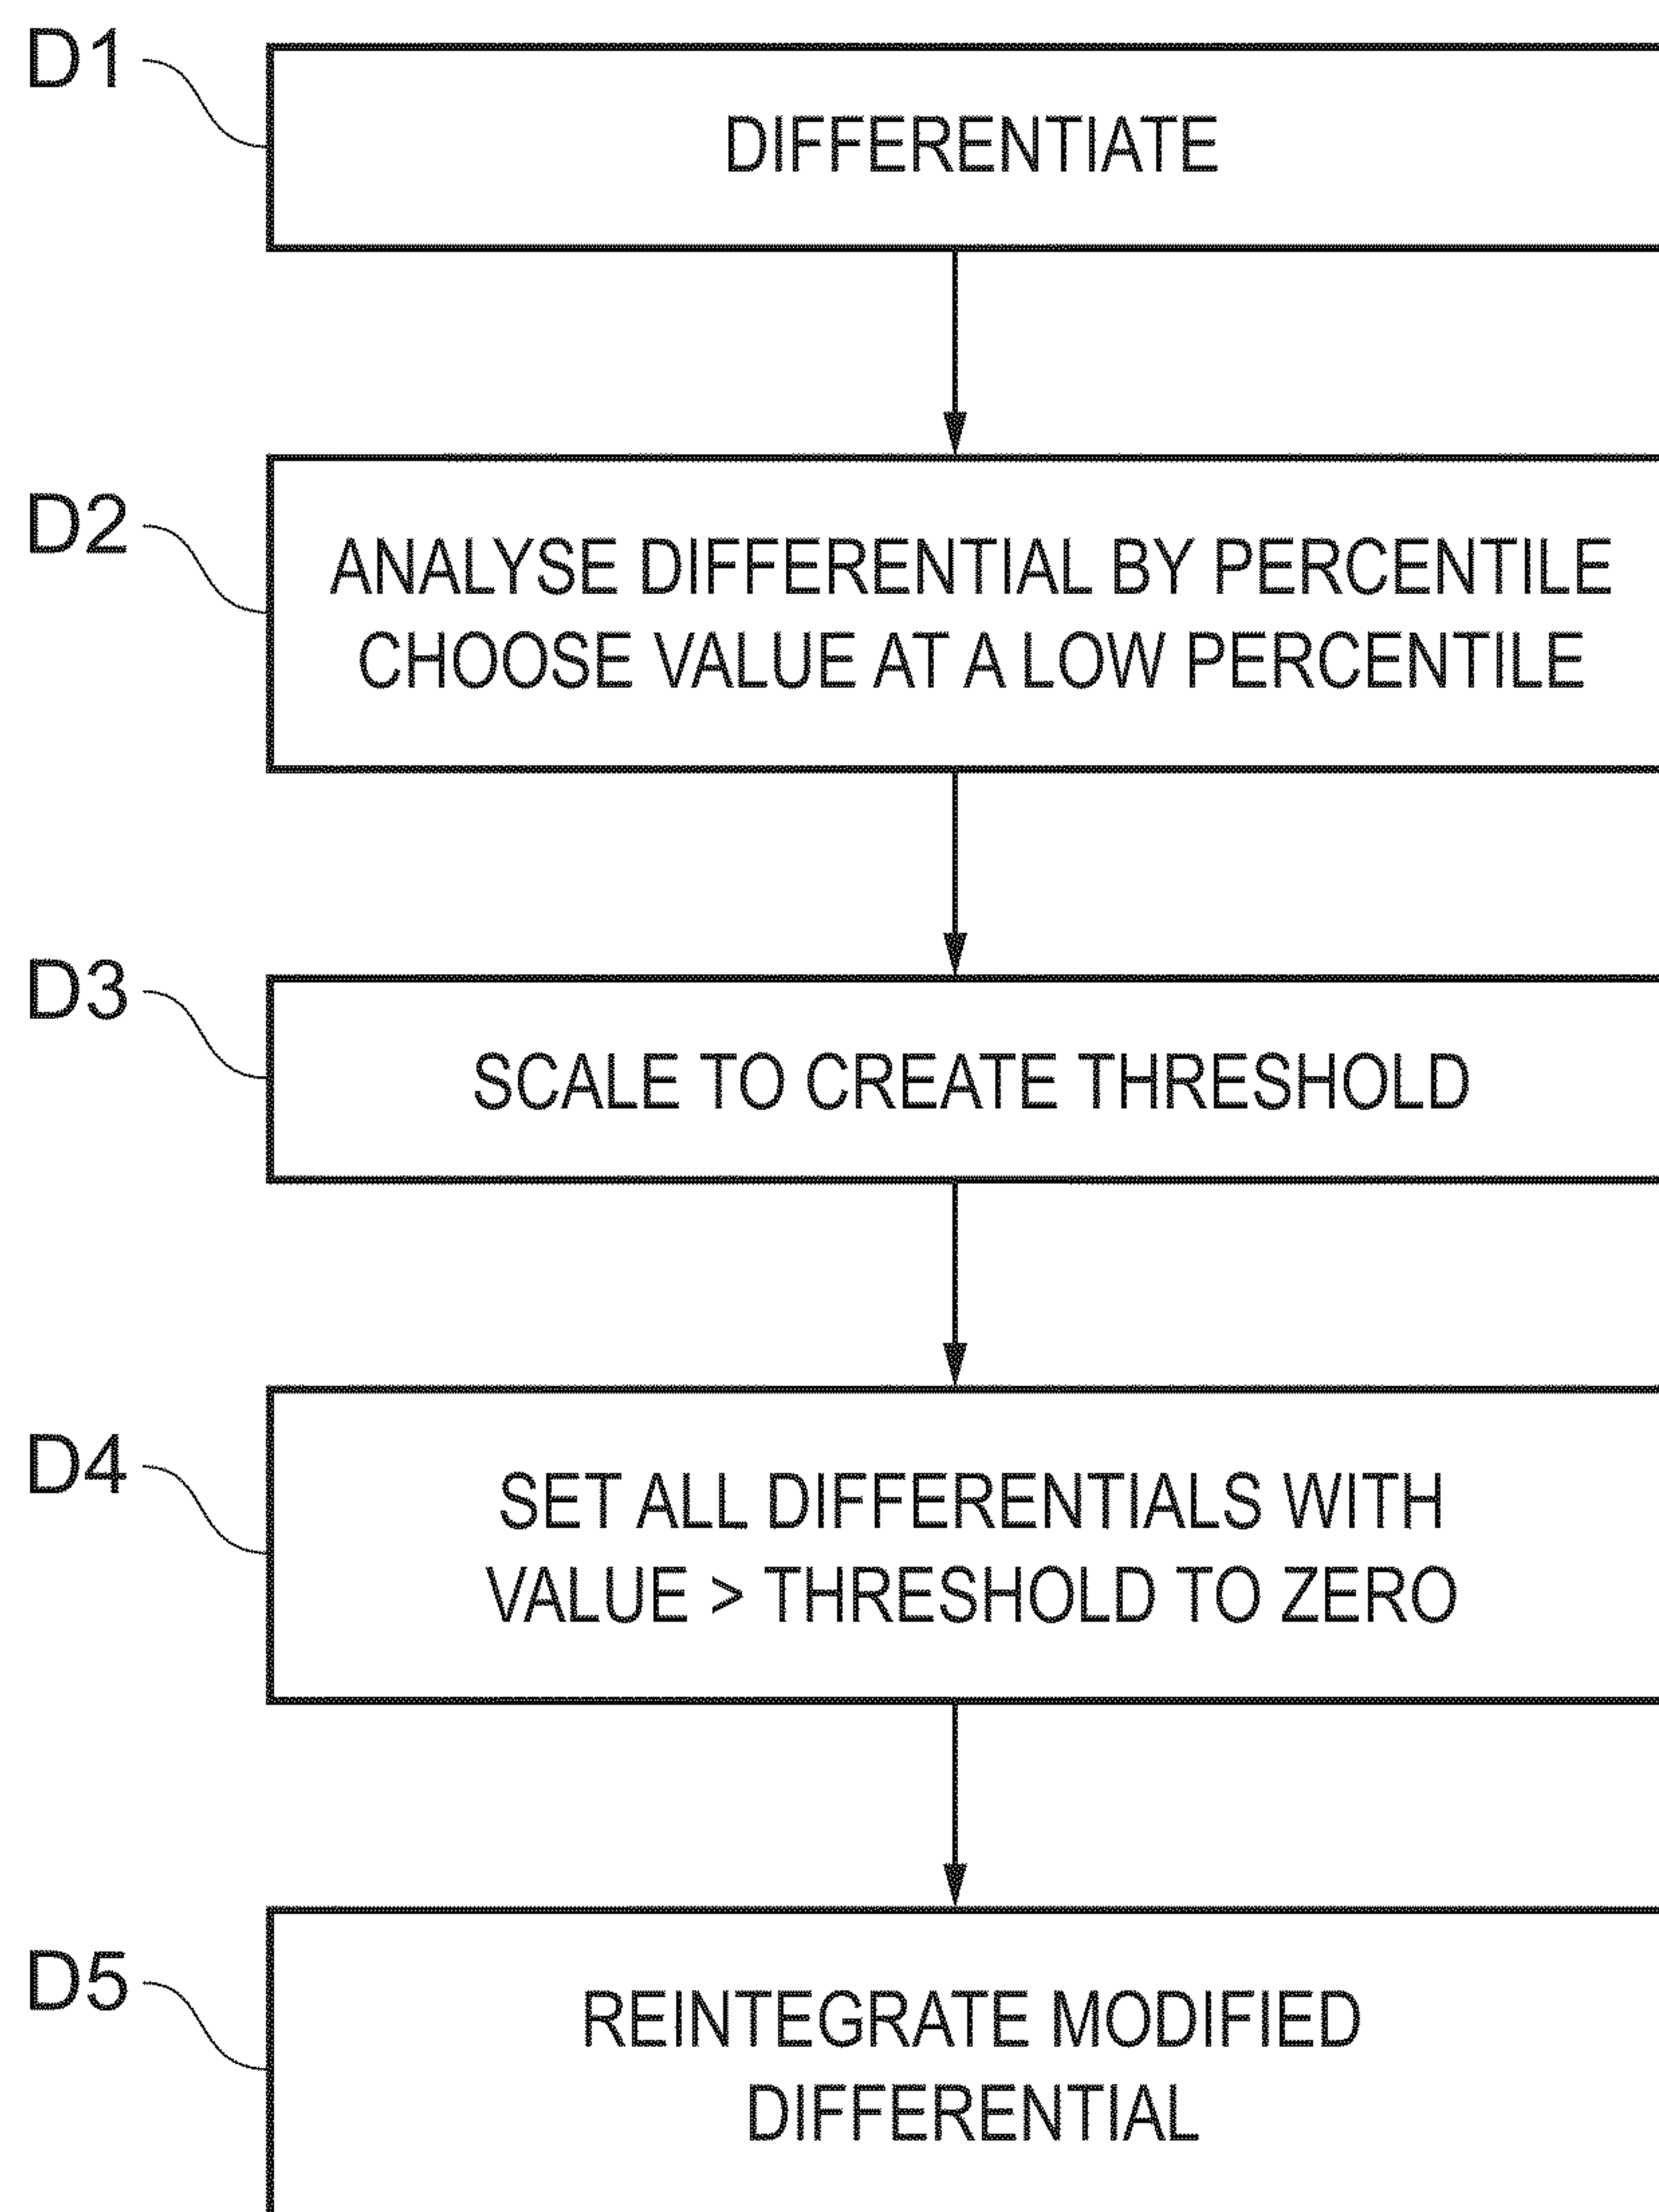 D1
DIFFERENTIATE
D2
ANALYSE DIFFERENTIAL BY PERCENTILE
CHOOSE VALUE AT A LOW PERCENTILE
D3
SCALE TO CREATE THRESHOLD
D4
SET ALL DIFFERENTIALS WITH
VALUE > THRESHOLD TO ZERO
D5
REINTEGRATE MODIFIED
DIFFERENTIAL